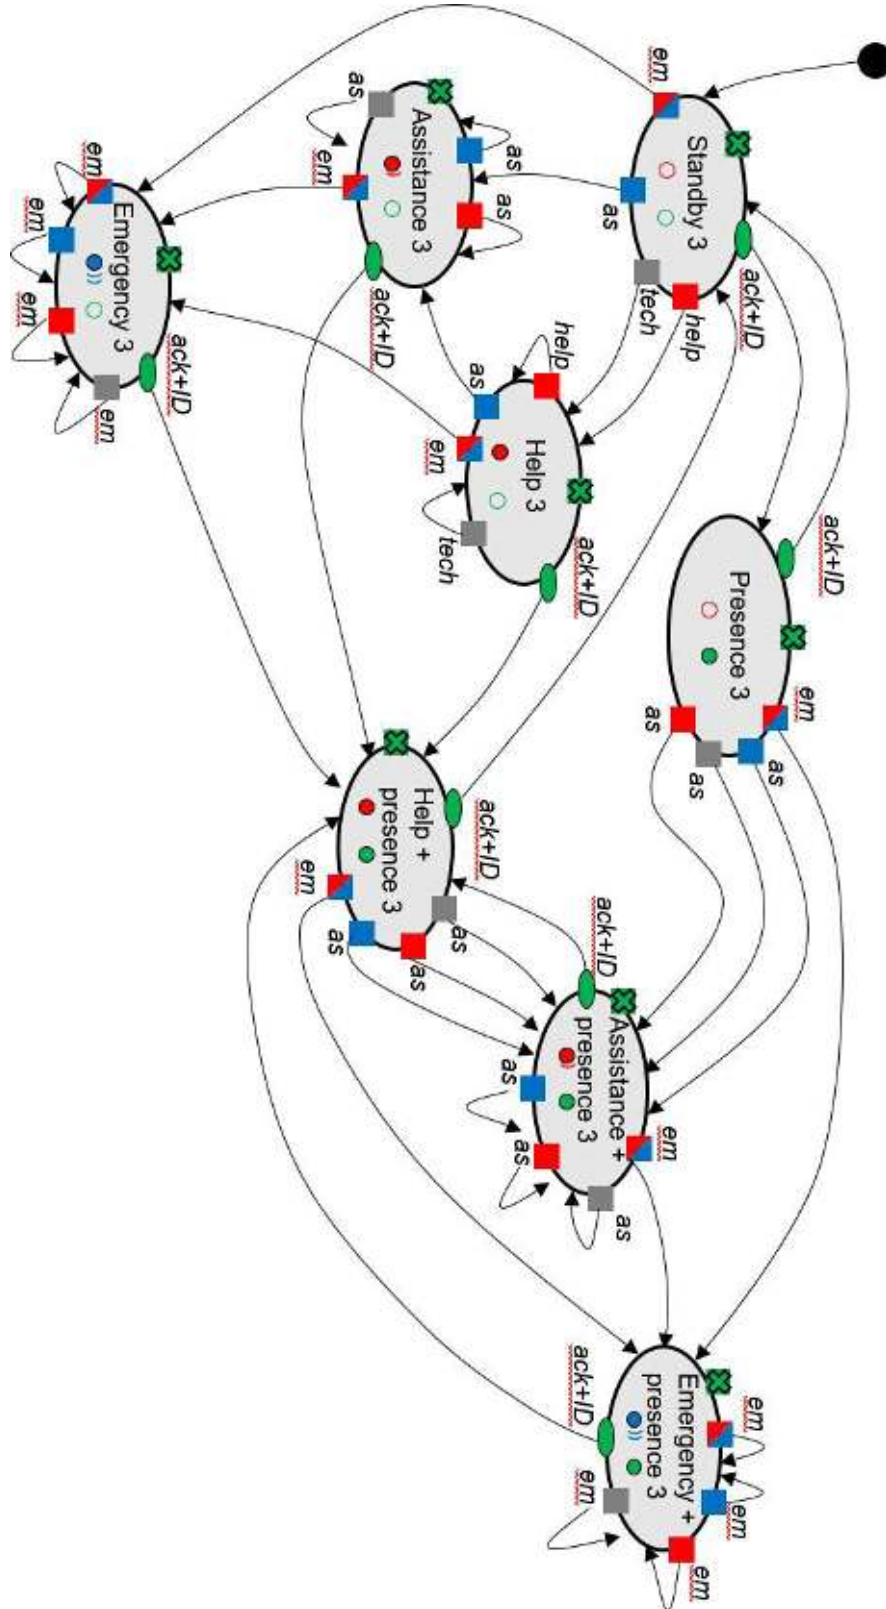 em
Standby 3
ack+ID
as
tech
help
ack+ID
Presence 3
em
as
as
as
as
as
Assistance 3
as
em
ack+ID
help
as
Help 3
em
tech
ack+ID
em
Emergency 3
em
em
em
ack+ID
ack+ID
Help +
presence 3
as
as
as
em
ack+ID
Assistance +
presence 3
em
as
as
as
em
em
Emergency +
presence 3
em
em
ack+ID